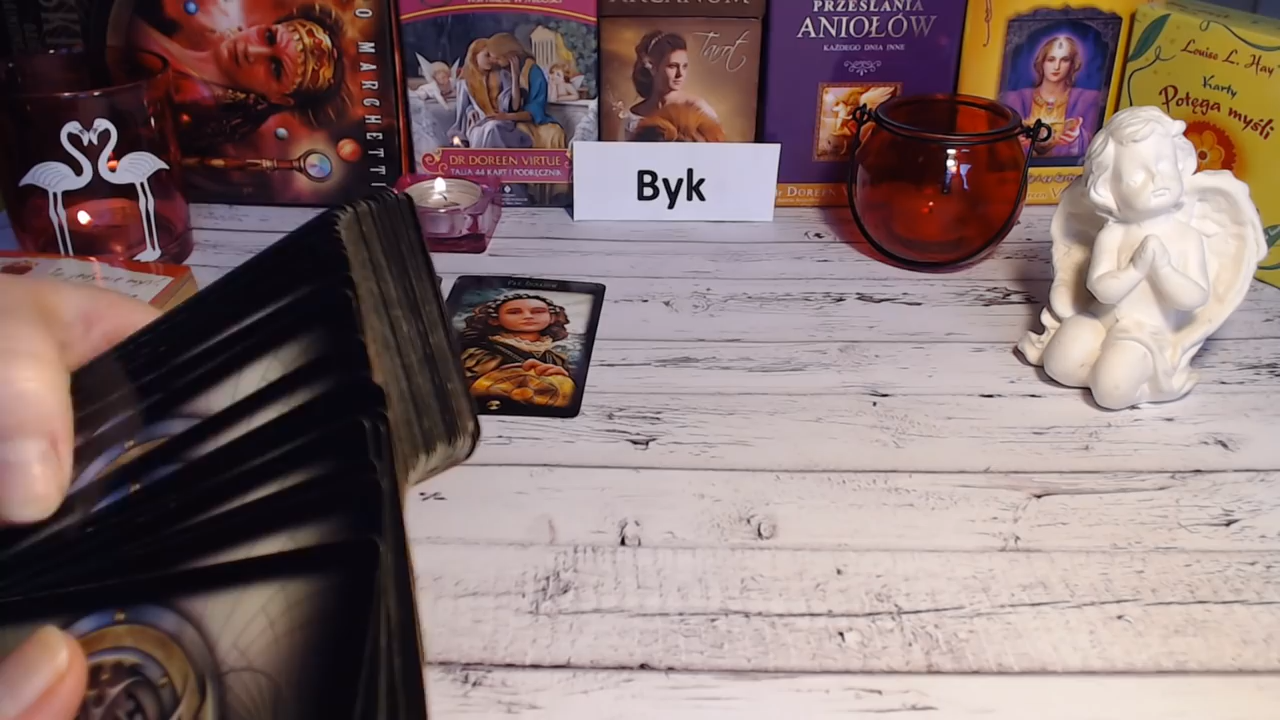 O MARCHETTI
DR DOREEN VIRTUE
TALIA 44 KART I PODRĘCZNIK
ARCANUM
Tarot
PRZESŁANIA
ANIOŁÓW
KAŻDEGO DNIA INNE
Dr DOREEN V
Louise L. Hay
Karty
Potęga myśli
Byk